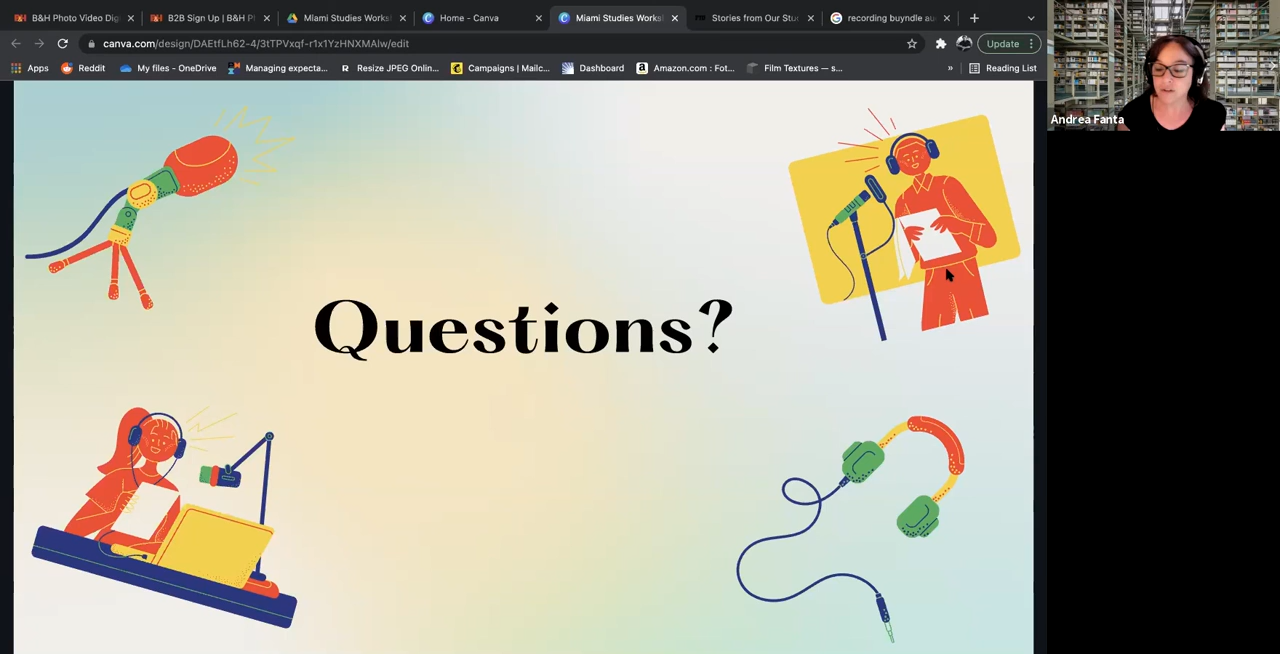 B&H Photo Video Digi
B2B Sign Up | B&H Ph
Miami Studies Works
Home - Canva
Miami Studies Works
Stories from Our Stu
recording buyndle au
canva.com/design/DAEtfLh62-4/3tTPVxqf-r1x1YzHNXMAlw/edit
Update
Apps
Reddit
My files - OneDrive
Managing expecta...
Resize JPEG Onlin...
Campaigns | Mailc...
Dashboard
Amazon.com : Fot...
Film Textures — s...
»
Reading List
Andrea Fanta
Questions?